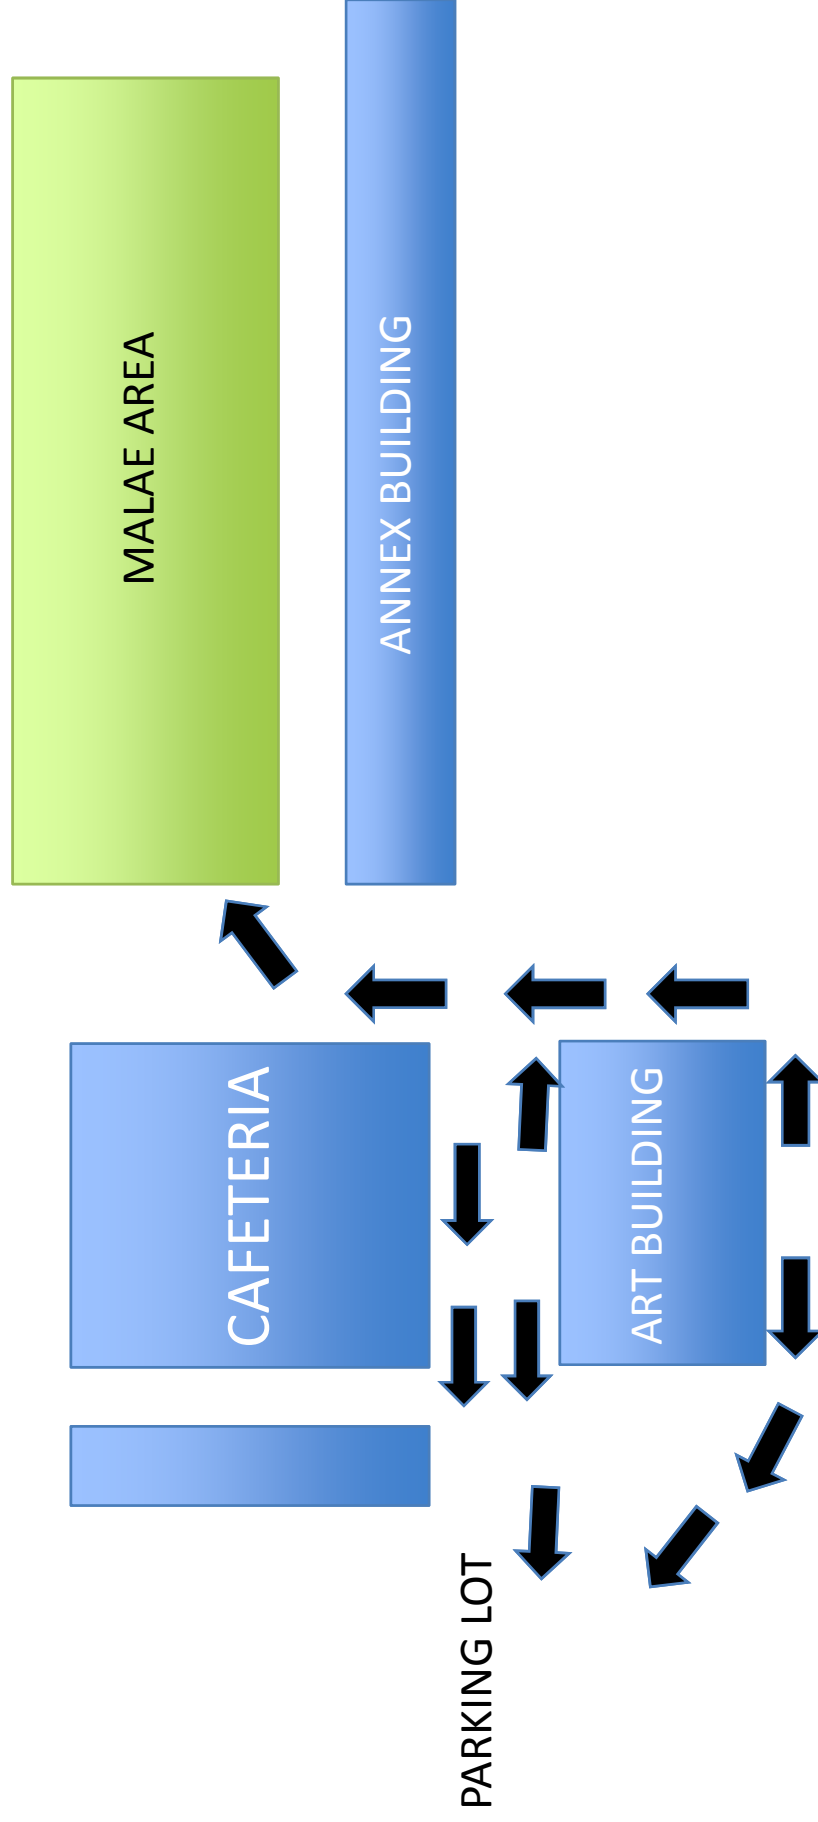 MALAE AREA
ANNEX BUILDING
CAFETERIA
ART BUILDING
PARKING LOT